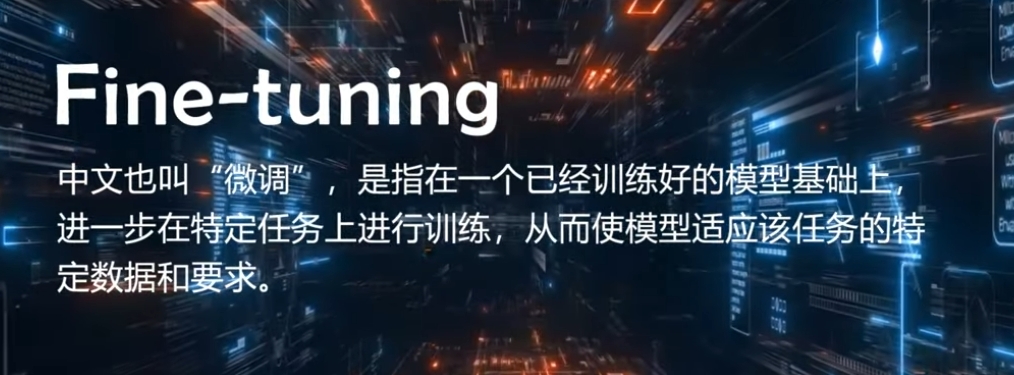 Fine-tuning
中文也叫“微调”，是指在一个已经训练好的模型基础上，
进一步在特定任务上进行训练，从而使模型适应该任务的特
定数据和要求。